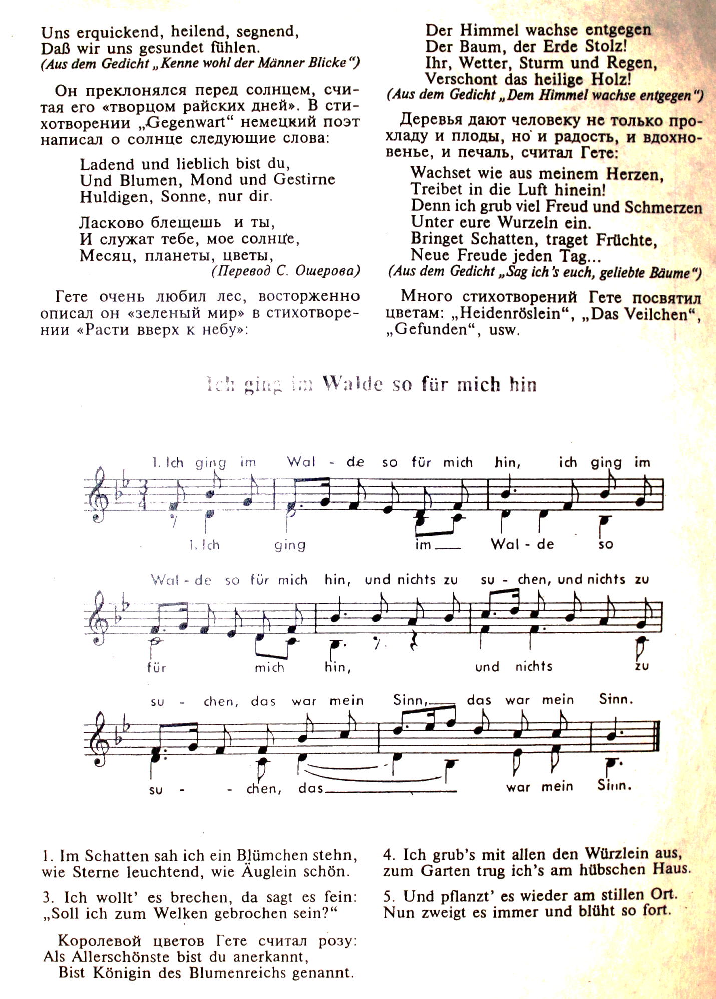 Uns erquickend, heilend, segnend,
Daß wir uns gesundet fühlen.
(Aus dem Gedicht „Kenne wohl der Männer Blicke“)
Он преклонялся перед солнцем, счи-
тая его «творцом райских дней». В сти-
хотворении „Gegenwart“ немецкий поэт
написал о солнце следующие слова:
Ladend und lieblich bist du,
Und Blumen, Mond und Gestirne
Huldigen, Sonne, nur dir.
Ласково блещешь и ты,
И служат тебе, мое солнце,
Месяц, планеты, цветы,
(Перевод С. Ошерова)
Гете очень любил лес, восторженно
описал он «зеленый мир» в стихотворе-
нии «Расти вверх к небу»:
Der Himmel wachse entgegen
Der Baum, der Erde Stolz!
Ihr, Wetter, Sturm und Regen,
Verschont das heilige Holz!
(Aus dem Gedicht „Dem Himmel wachse entgegen“)
Деревья дают человеку не только про-
хладу и плоды, но и радость, и вдохно-
венье, и печаль, считал Гете:
Wachset wie aus meinem Herzen,
Treibet in die Luft hinein!
Denn ich grub viel Freud und Schmerzen
Unter eure Wurzeln ein.
Bringet Schatten, traget Früchte,
Neue Freude jeden Tag...
(Aus dem Gedicht „Sag ich's euch, geliebte Bäume“)
Много стихотворений Гете посвятил
цветам: „Heidenröslein“, „Das Veilchen“,
„Gefunden“, usw.
Ich ging im Walde so für mich hin
1. Ich ging im Wal - de so für mich hin, ich ging im
3
4
1. Ich ging im Wal - de so
Wal - de so für mich hin, und nichts zu su - chen, und nichts zu
für mich hin, und nichts zu
su - chen, das war mein Sinn, das war mein Sinn.
su - - chen, das war mein Sinn.
1. Im Schatten sah ich ein Blümchen stehn,
wie Sterne leuchtend, wie Äuglein schön.
3. Ich wollt’ es brechen, da sagt es fein:
„Soll ich zum Welken gebrochen sein?“
4. Ich grub’s mit allen den Würzlein aus,
zum Garten trug ich’s am hübschen Haus.
5. Und pflanzt’ es wieder am stillen Ort.
Nun zweigt es immer und blüht so fort.
Королевой цветов Гете считал розу:
Als Allerschönste bist du anerkannt,
Bist Königin des Blumenreichs genannt.